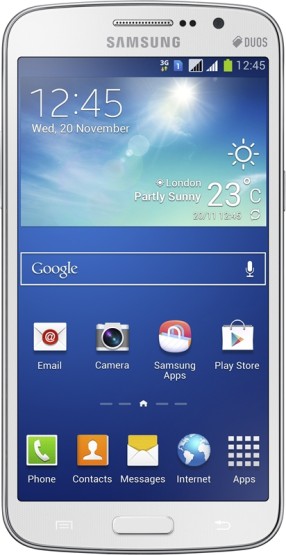 SAMSUNG
DUOS
3G 1 12:45
12:45
Wed, 20 November
London
Partly Sunny 23°C
20/11 12:45
Google
Email Camera Samsung Apps Play Store
Phone Contacts Messages Internet Apps